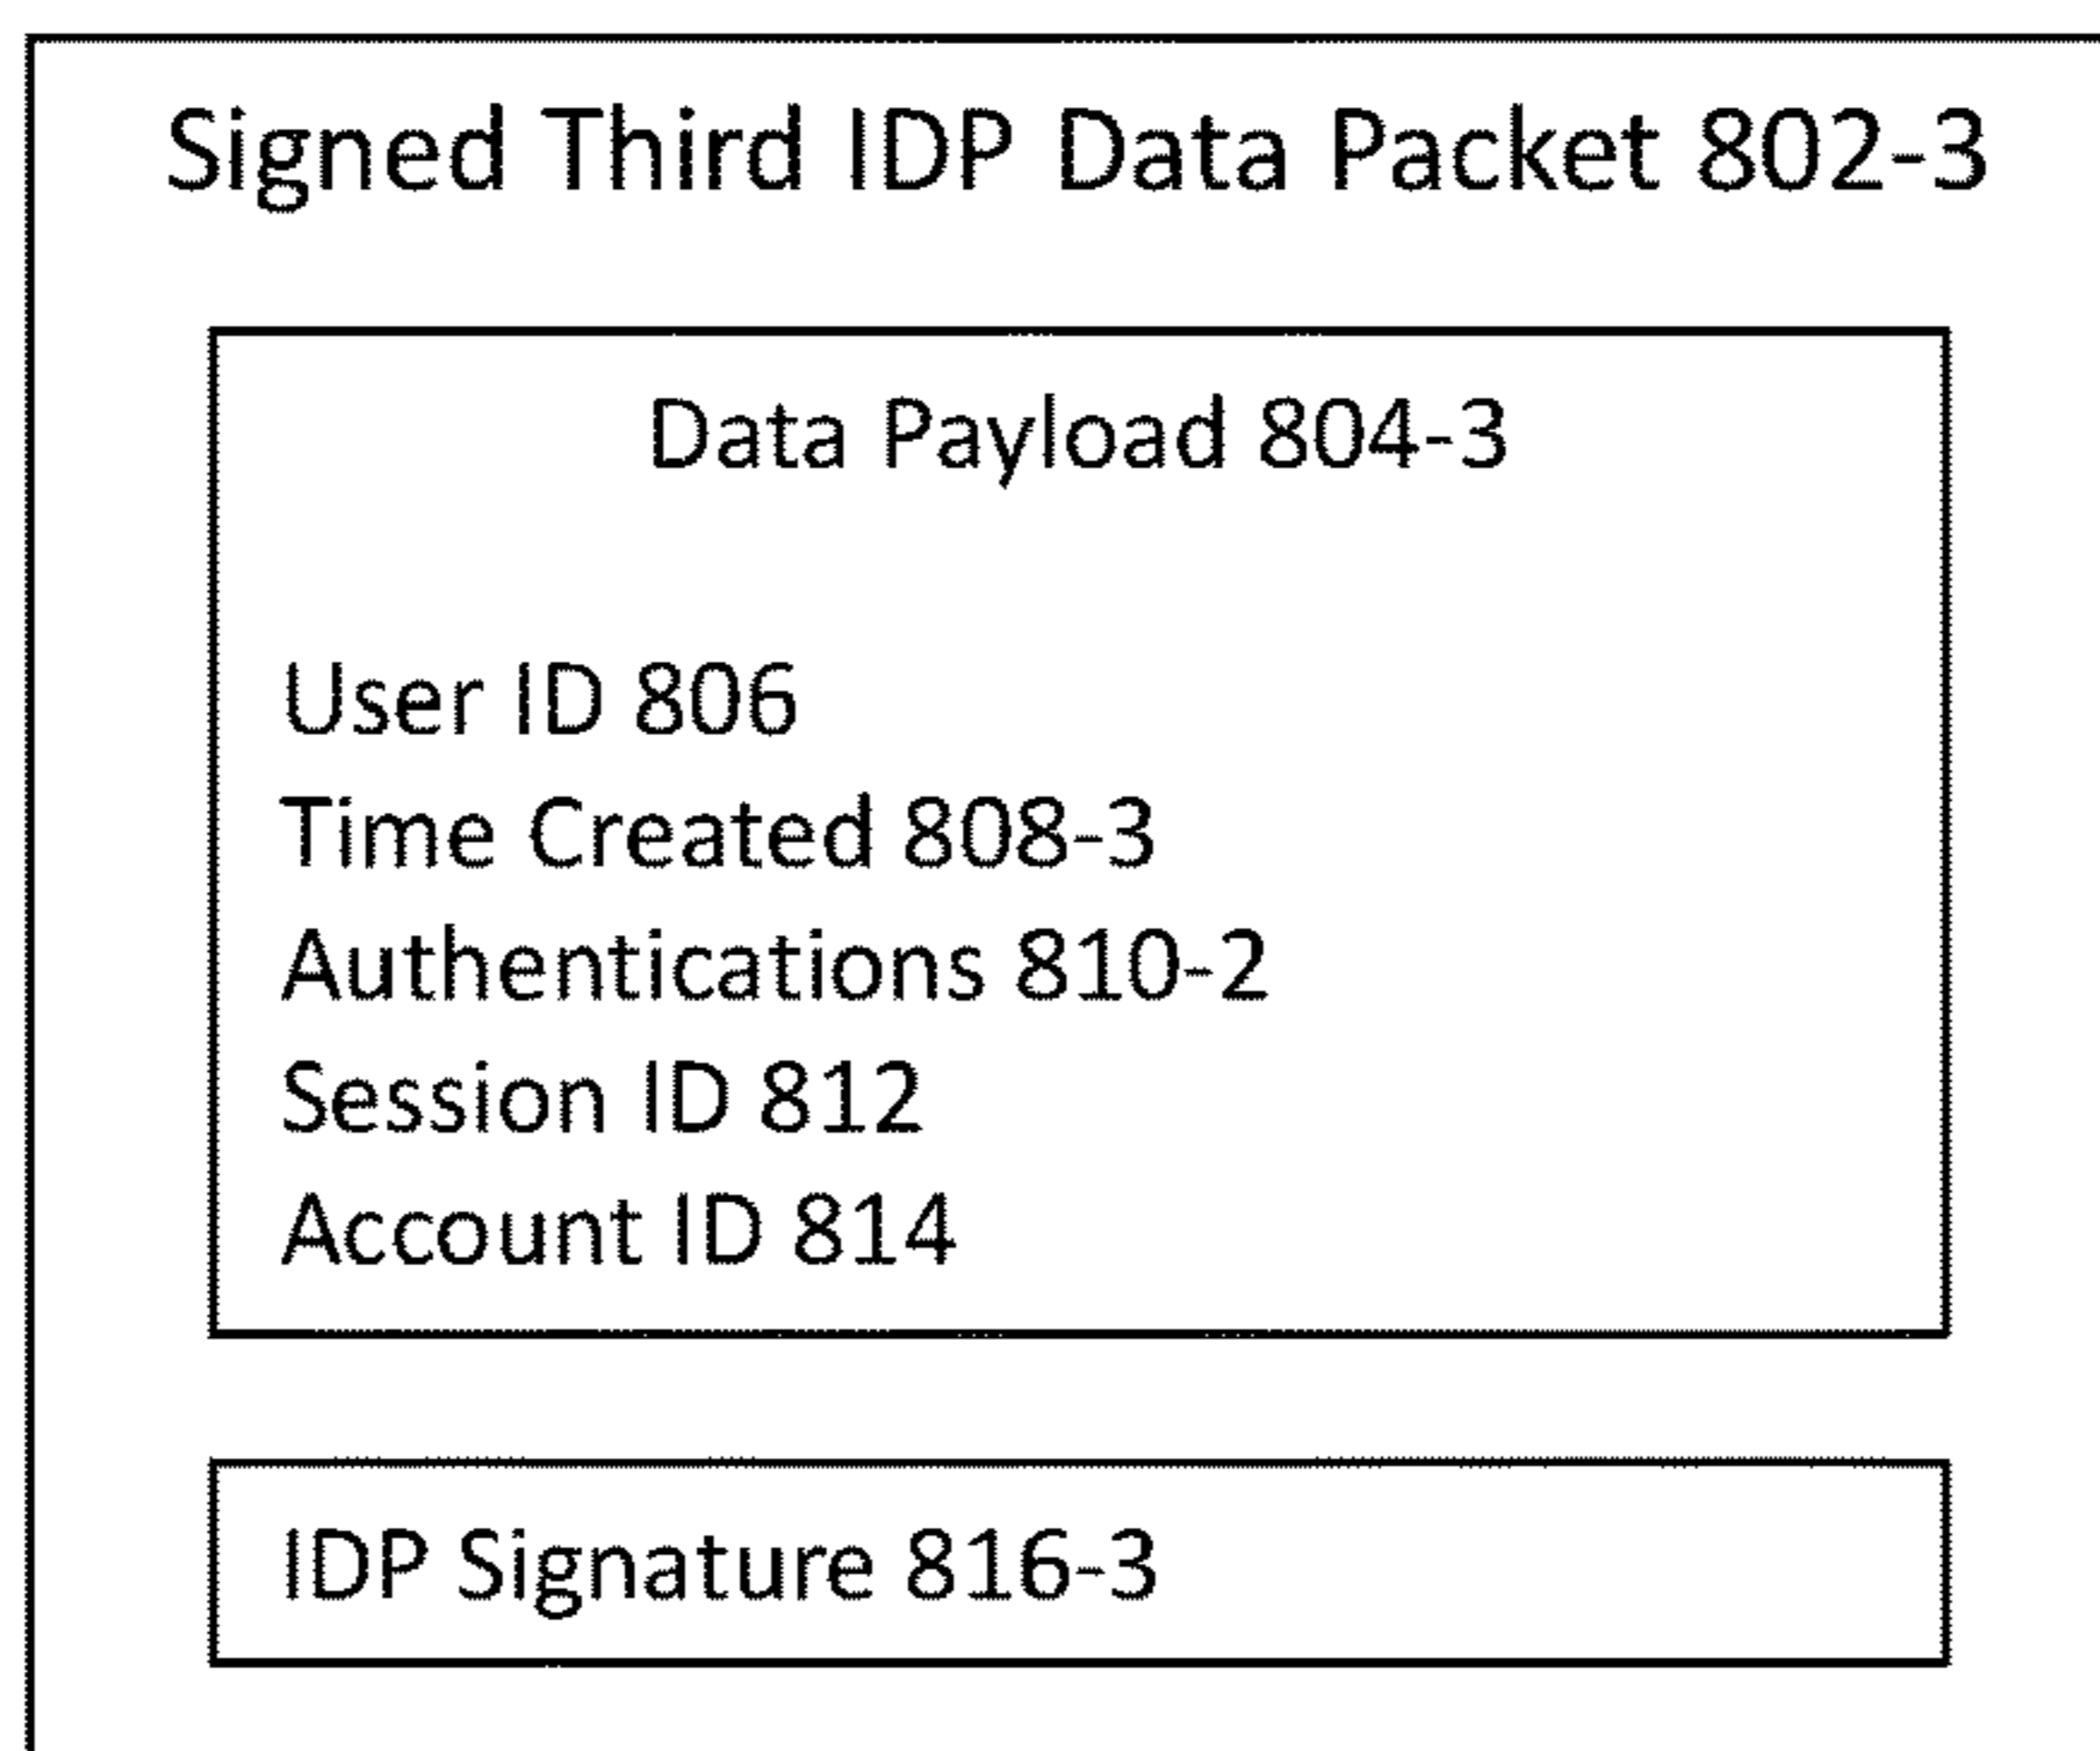 Signed Third IDP Data Packet 802-3
Data Payload 804-3
User ID 806
Time Created 808-3
Authentications 810-2
Session ID 812
Account ID 814
IDP Signature 816-3